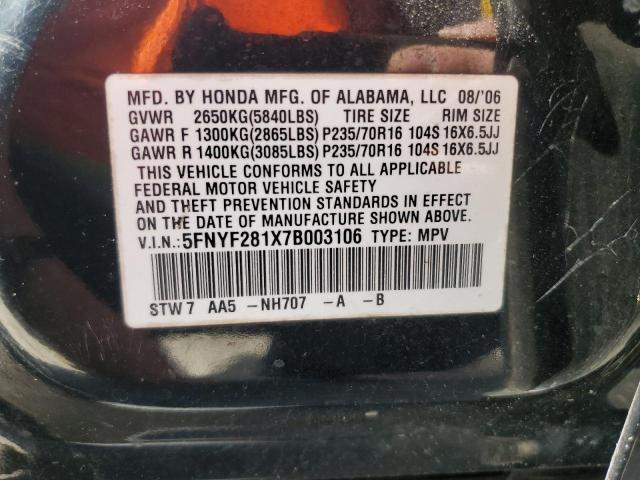 MFD. BY HONDA MFG. OF ALABAMA, LLC 08/'06
GVWR 2650KG(5840LBS) TIRE SIZE RIM SIZE
GAWR F 1300KG(2865LBS) P235/70R16 104S 16X6.5JJ
GAWR R 1400KG(3085LBS) P235/70R16 104S 16X6.5JJ
THIS VEHICLE CONFORMS TO ALL APPLICABLE
FEDERAL MOTOR VEHICLE SAFETY
AND THEFT PREVENTION STANDARDS IN EFFECT
ON THE DATE OF MANUFACTURE SHOWN ABOVE.
V.I.N.: 5FNYF281X7B003106 TYPE: MPV
STW7 AA5 -NH707 -A -B